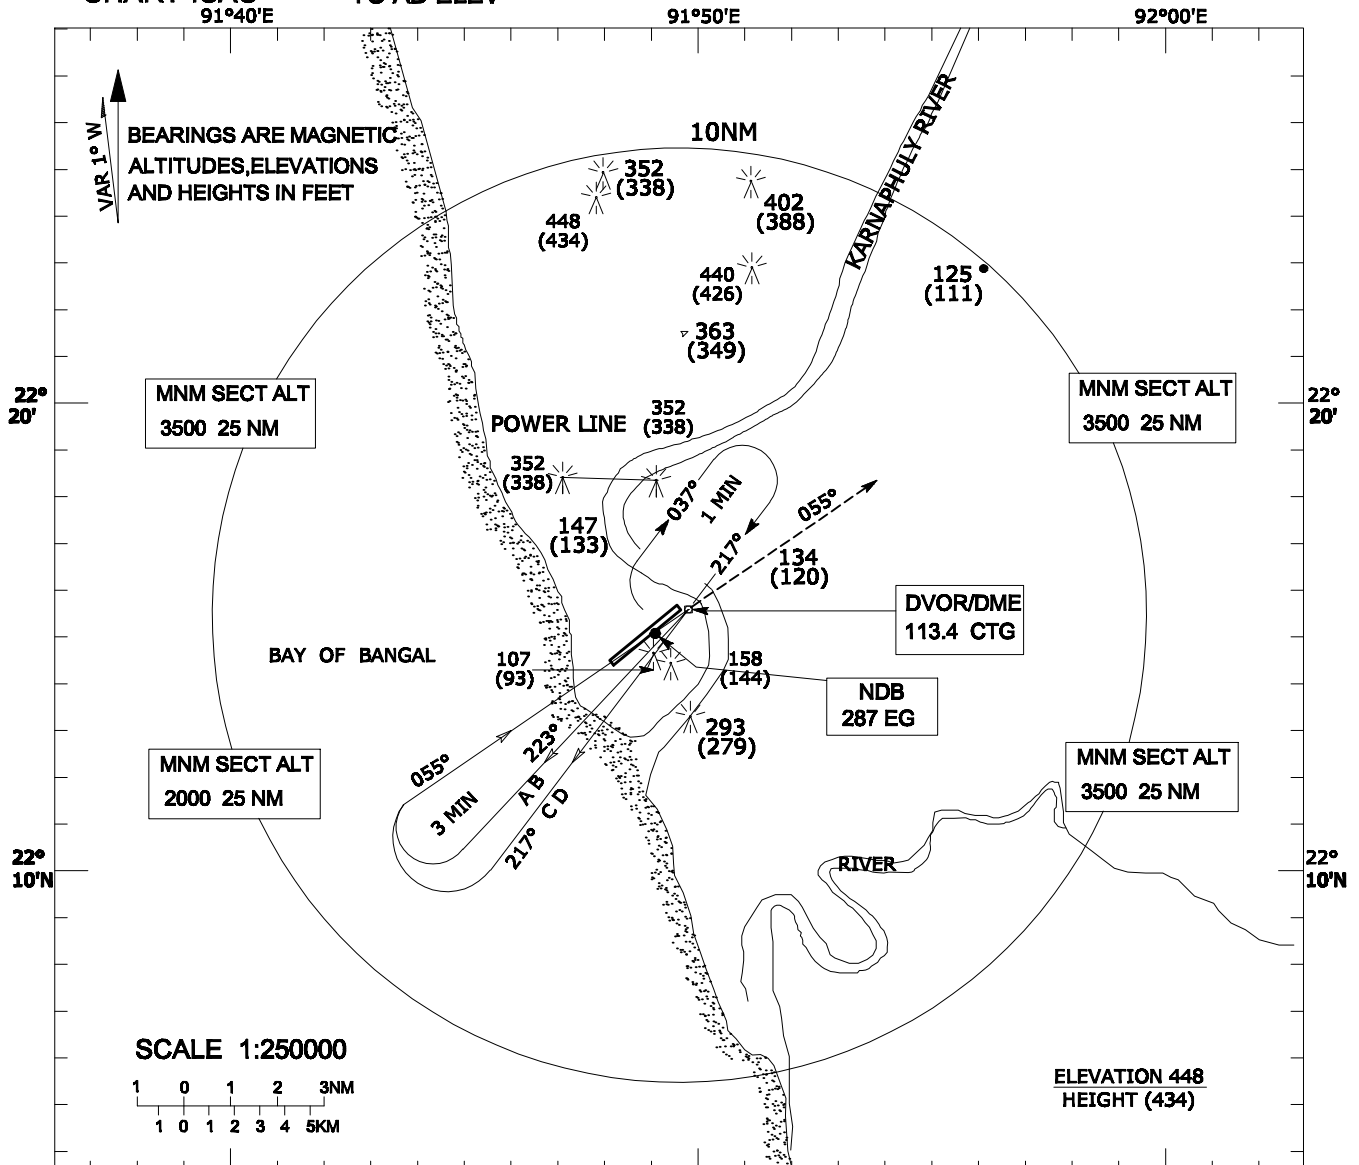 91°40'E
91°50'E
92°00'E
VAR 1° W
BEARINGS ARE MAGNETIC
ALTITUDES,ELEVATIONS
AND HEIGHTS IN FEET
10NM
KARNAPHULY RIVER
352
(338)
448
(434)
402
(388)
440
(426)
125
(111)
363
(349)
22°
20'
MNM SECT ALT
3500 25 NM
MNM SECT ALT
3500 25 NM
22°
20'
POWER LINE
352
(338)
352
(338)
037°
1 MIN
217°
055°
147
(133)
134
(120)
DVOR/DME
113.4 CTG
BAY OF BANGAL
107
(93)
158
(144)
NDB
287 EG
293
(279)
055°
223°
3 MIN
A B
C D
217°
MNM SECT ALT
2000 25 NM
MNM SECT ALT
3500 25 NM
22°
10'N
RIVER
22°
10'N
SCALE 1:250000
1 0 1 2 3NM
1 0 1 2 3 4 5KM
ELEVATION 448
HEIGHT (434)